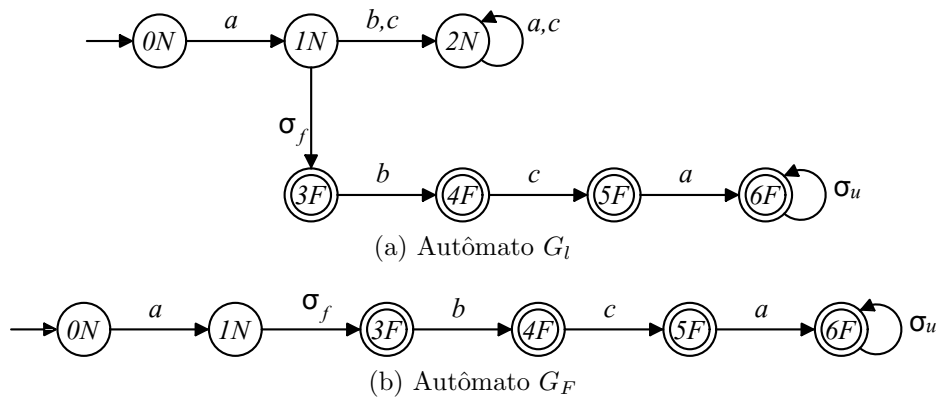 a b,c a,c
0N 1N 2N
σf
b c a σu
3F 4F 5F 6F
(a) Autômato Gl
a σf b c a σu
0N 1N 3F 4F 5F 6F
(b) Autômato GF